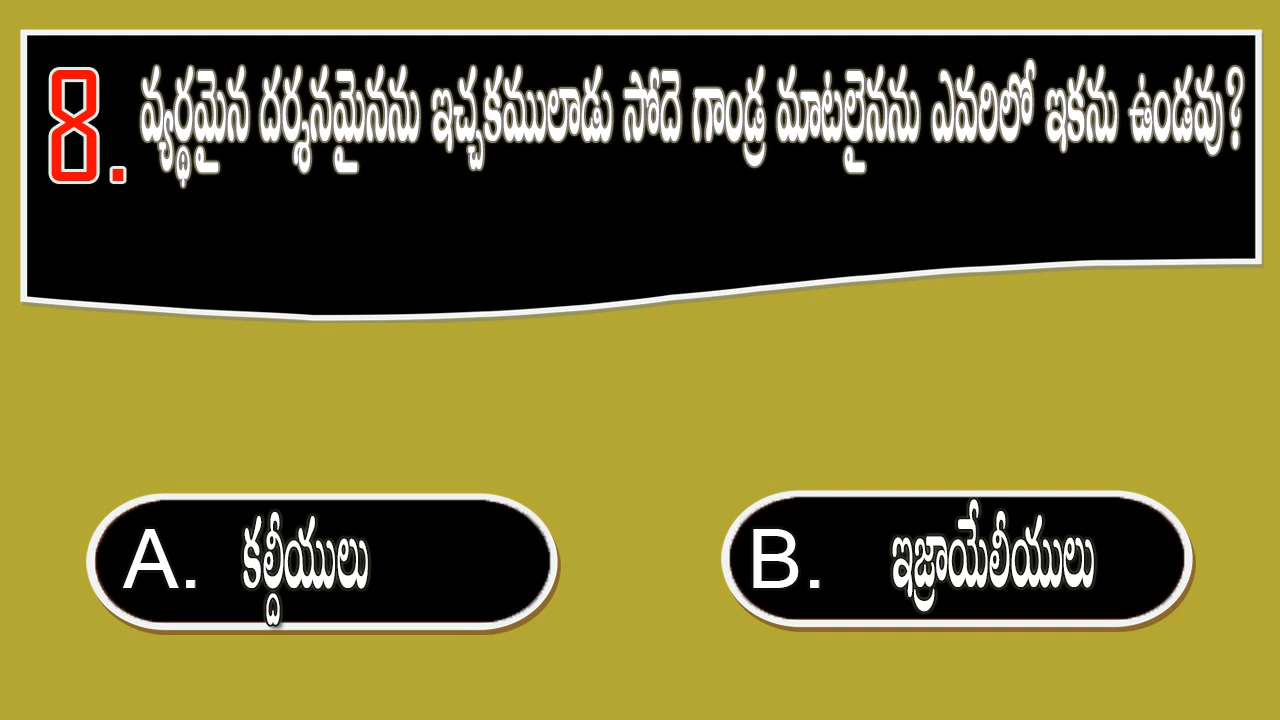 8. వ్యర్థమైన దర్శనమైనను ఇచ్చకములాడు సోదె గాండ్ర మాటలైనను ఎవరిలో ఇకను ఉండవు?
A. కల్దీయులు
B. ఇజ్రాయేలీయులు